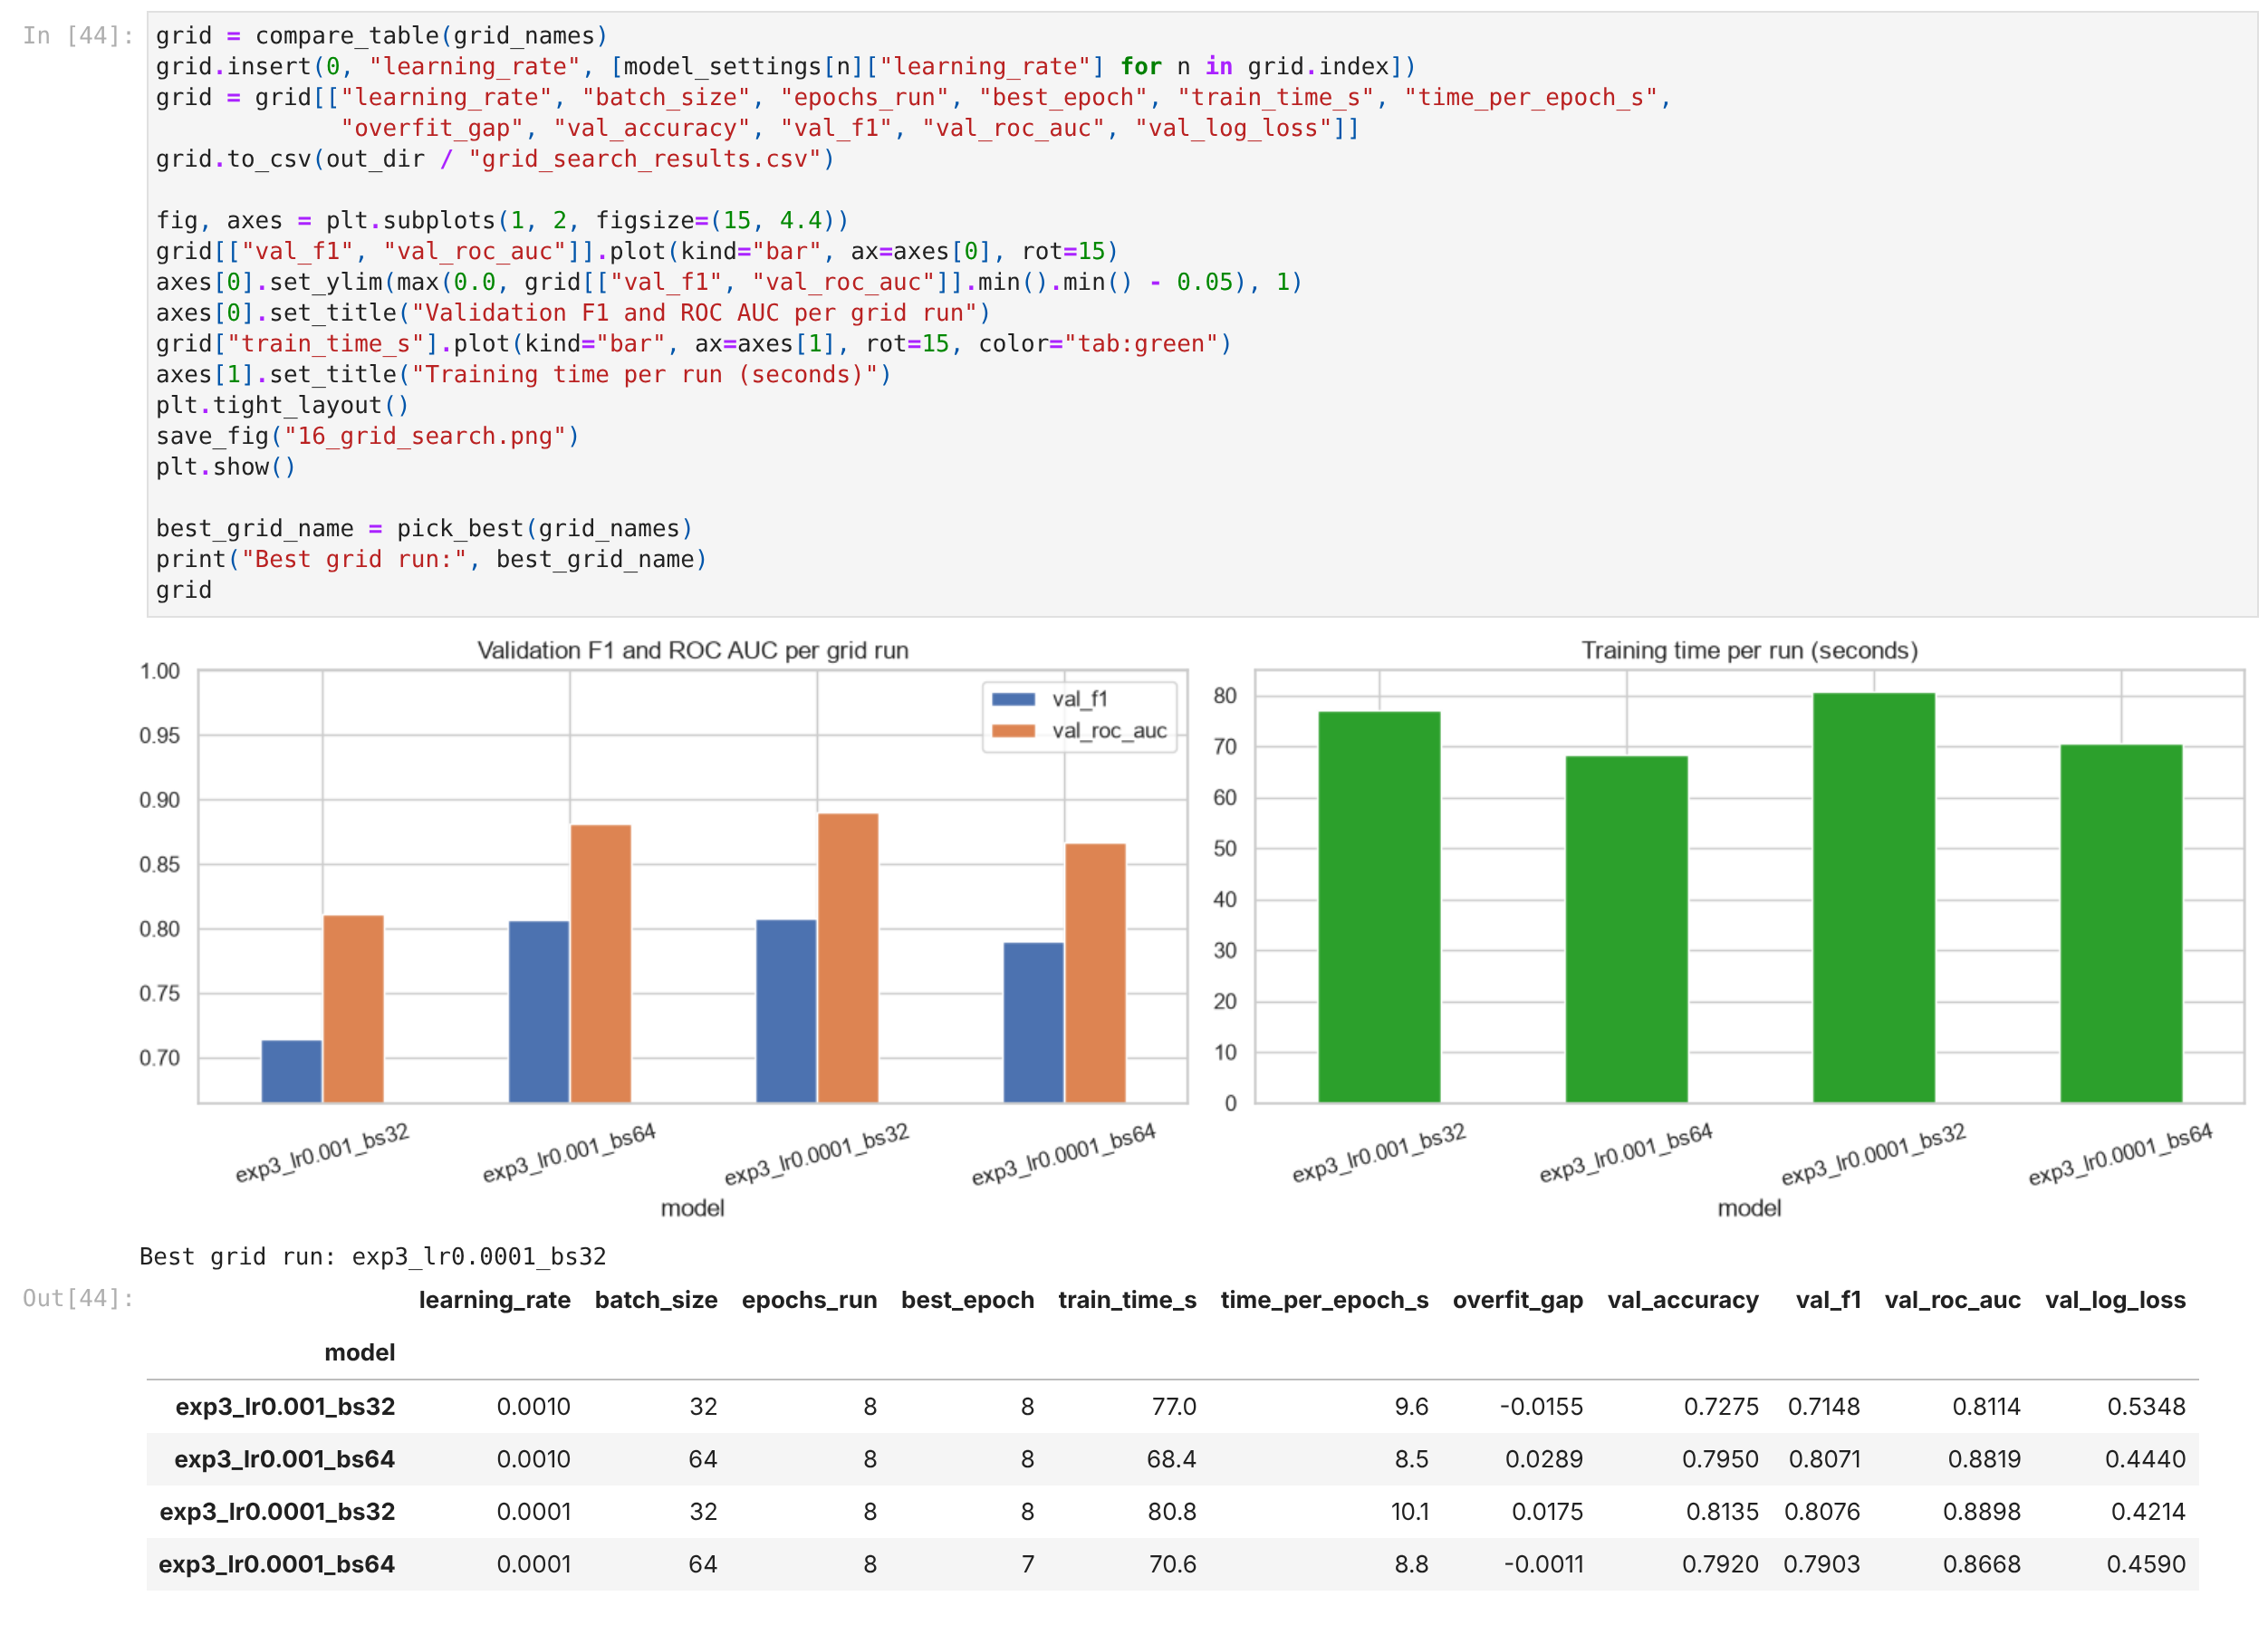 In [44]:
grid = compare_table(grid_names)
grid.insert(0, "learning_rate", [model_settings[n]["learning_rate"] for n in grid.index])
grid = grid[["learning_rate", "batch_size", "epochs_run", "best_epoch", "train_time_s", "time_per_epoch_s",
             "overfit_gap", "val_accuracy", "val_f1", "val_roc_auc", "val_log_loss"]]
grid.to_csv(out_dir / "grid_search_results.csv")

fig, axes = plt.subplots(1, 2, figsize=(15, 4.4))
grid[["val_f1", "val_roc_auc"]].plot(kind="bar", ax=axes[0], rot=15)
axes[0].set_ylim(max(0.0, grid[["val_f1", "val_roc_auc"]].min().min() - 0.05), 1)
axes[0].set_title("Validation F1 and ROC AUC per grid run")
grid["train_time_s"].plot(kind="bar", ax=axes[1], rot=15, color="tab:green")
axes[1].set_title("Training time per run (seconds)")
plt.tight_layout()
save_fig("16_grid_search.png")
plt.show()

best_grid_name = pick_best(grid_names)
print("Best grid run:", best_grid_name)
grid
Validation F1 and ROC AUC per grid run
1.00
0.95
0.90
0.85
0.80
0.75
0.70
val_f1
val_roc_auc
exp3_lr0.001_bs32
exp3_lr0.001_bs64
exp3_lr0.0001_bs32
exp3_lr0.0001_bs64
model
Training time per run (seconds)
80
70
60
50
40
30
20
10
0
exp3_lr0.001_bs32
exp3_lr0.001_bs64
exp3_lr0.0001_bs32
exp3_lr0.0001_bs64
model
Best grid run: exp3_lr0.0001_bs32
Out[44]:
learning_rate batch_size epochs_run best_epoch train_time_s time_per_epoch_s overfit_gap val_accuracy val_f1 val_roc_auc val_log_loss
model
exp3_lr0.001_bs32 0.0010 32 8 8 77.0 9.6 -0.0155 0.7275 0.7148 0.8114 0.5348
exp3_lr0.001_bs64 0.0010 64 8 8 68.4 8.5 0.0289 0.7950 0.8071 0.8819 0.4440
exp3_lr0.0001_bs32 0.0001 32 8 8 80.8 10.1 0.0175 0.8135 0.8076 0.8898 0.4214
exp3_lr0.0001_bs64 0.0001 64 8 7 70.6 8.8 -0.0011 0.7920 0.7903 0.8668 0.4590